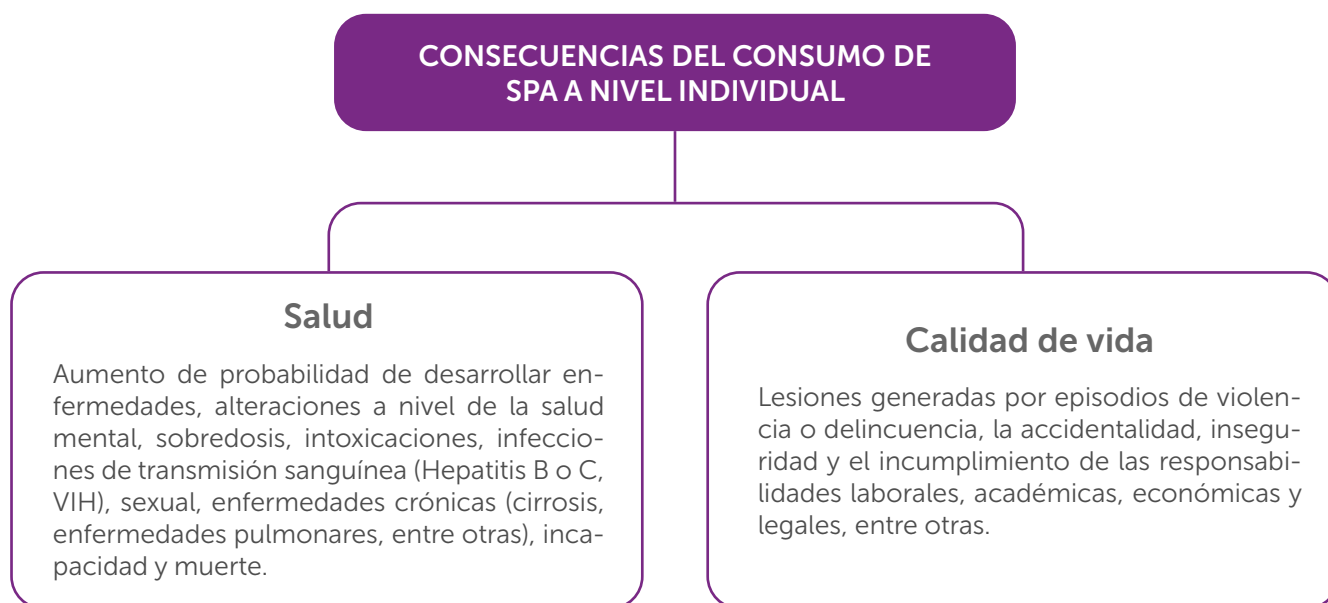 CONSECUENCIAS DEL CONSUMO DE
SPA A NIVEL INDIVIDUAL
Salud
Aumento de probabilidad de desarrollar en-
fermedades, alteraciones a nivel de la salud
mental, sobredosis, intoxicaciones, infeccio-
nes de transmisión sanguínea (Hepatitis B o C,
VIH), sexual, enfermedades crónicas (cirrosis,
enfermedades pulmonares, entre otras), inca-
pacidad y muerte.
Calidad de vida
Lesiones generadas por episodios de violen-
cia o delincuencia, la accidentalidad, insegu-
ridad y el incumplimiento de las responsabi-
lidades laborales, académicas, económicas y
legales, entre otras.